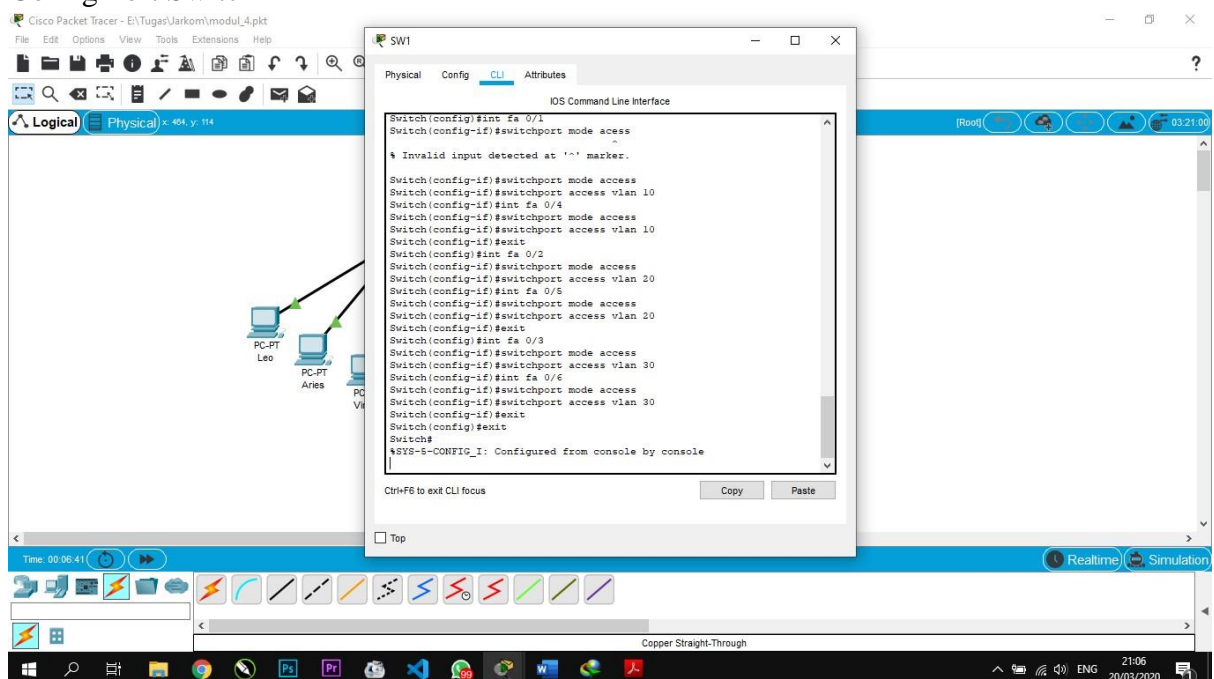 Cisco Packet Tracer - E:\Tugas\Jarkom\modul_4.pkt
File Edit Options View Tools Extensions Help
SW1
Physical Config CLI Attributes
IOS Command Line Interface
Logical
Physical
x: 464, y: 114
[Root]
03:21:00
Switch(config)#int fa 0/1
Switch(config-if)#switchport mode acess
^
% Invalid input detected at '^' marker.
Switch(config-if)#switchport mode access
Switch(config-if)#switchport access vlan 10
Switch(config-if)#int fa 0/4
Switch(config-if)#switchport mode access
Switch(config-if)#switchport access vlan 10
Switch(config-if)#exit
Switch(config)#int fa 0/2
Switch(config-if)#switchport mode access
Switch(config-if)#switchport access vlan 20
Switch(config-if)#int fa 0/5
Switch(config-if)#switchport mode access
Switch(config-if)#switchport access vlan 20
Switch(config-if)#exit
Switch(config)#int fa 0/3
Switch(config-if)#switchport mode access
Switch(config-if)#switchport access vlan 30
Switch(config-if)#int fa 0/6
Switch(config-if)#switchport mode access
Switch(config-if)#switchport access vlan 30
Switch(config-if)#exit
Switch(config)#exit
Switch#
%SYS-5-CONFIG_I: Configured from console by console
PC-PT
Leo
PC-PT
Aries
Ctrl+F6 to exit CLI focus
Copy
Paste
Top
Time: 00:06:41
Realtime
Simulation
Copper Straight-Through
Ps
Pr
ENG
21:06
20/03/2020